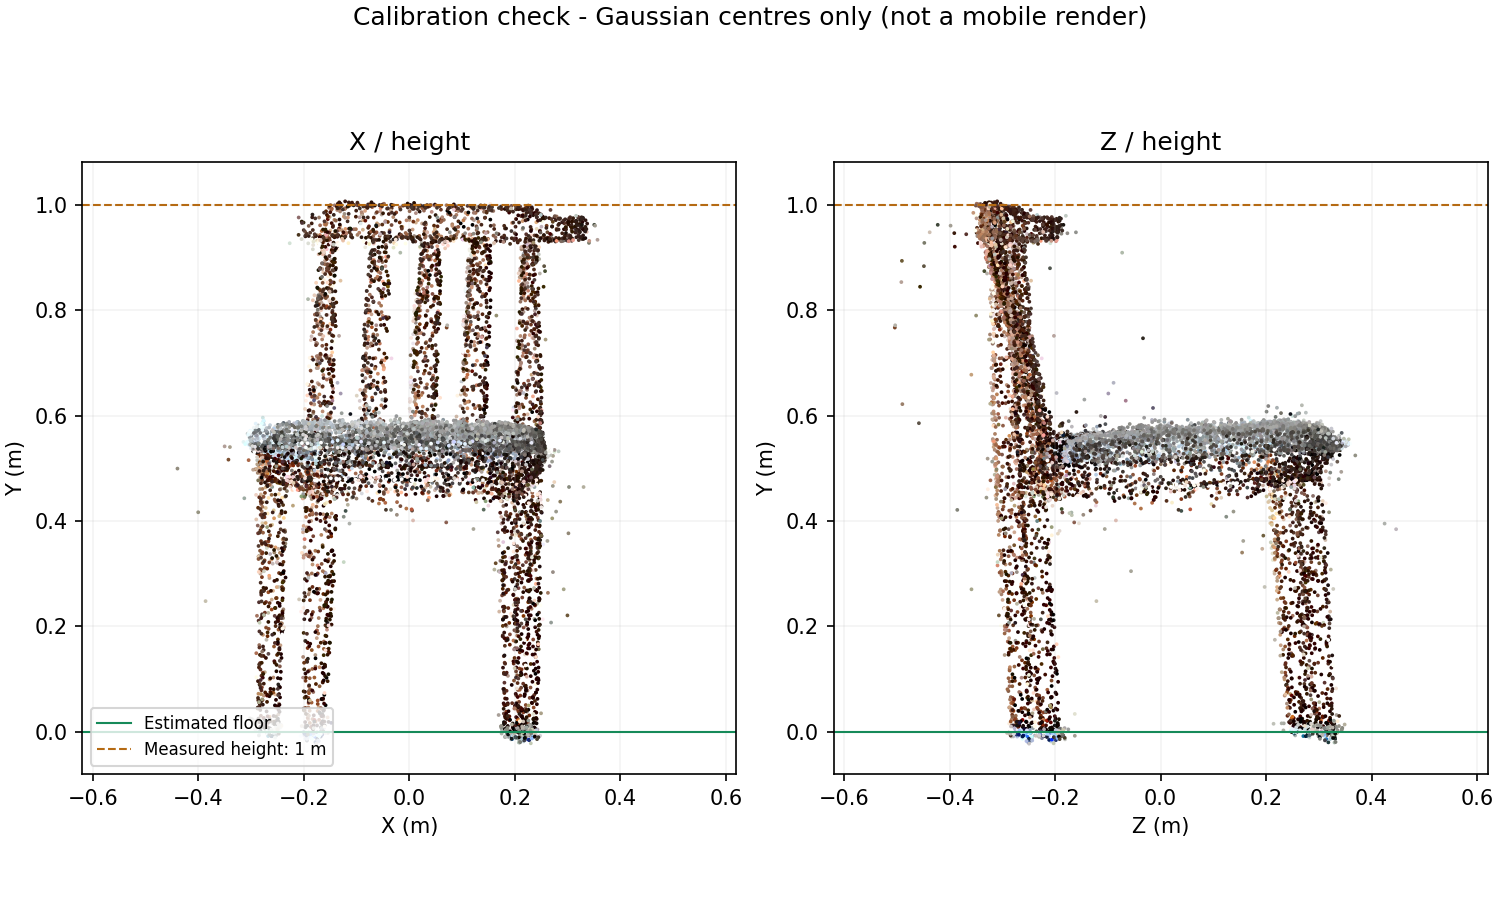 Calibration check - Gaussian centres only (not a mobile render)
X / height
Y (m)
1.0
0.8
0.6
0.4
0.2
0.0
Estimated floor
Measured height: 1 m
−0.6 −0.4 −0.2 0.0 0.2 0.4 0.6
X (m)
Z / height
Y (m)
1.0
0.8
0.6
0.4
0.2
0.0
−0.6 −0.4 −0.2 0.0 0.2 0.4 0.6
Z (m)